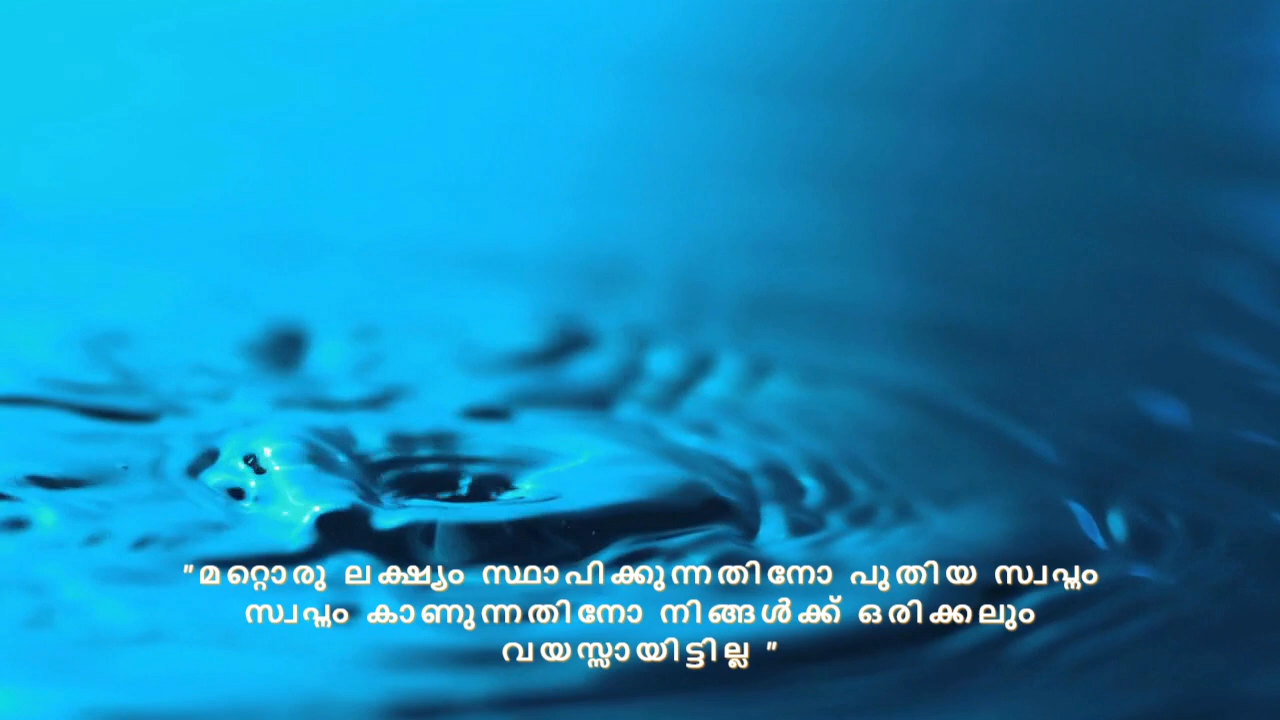 "മറ്റൊരു ലക്ഷ്യം സ്ഥാപിക്കുന്നതിനോ പുതിയ സ്വപ്നം
സ്വപ്നം കാണുന്നതിനോ നിങ്ങൾക്ക് ഒരിക്കലും
വയസ്സായിട്ടില്ല "